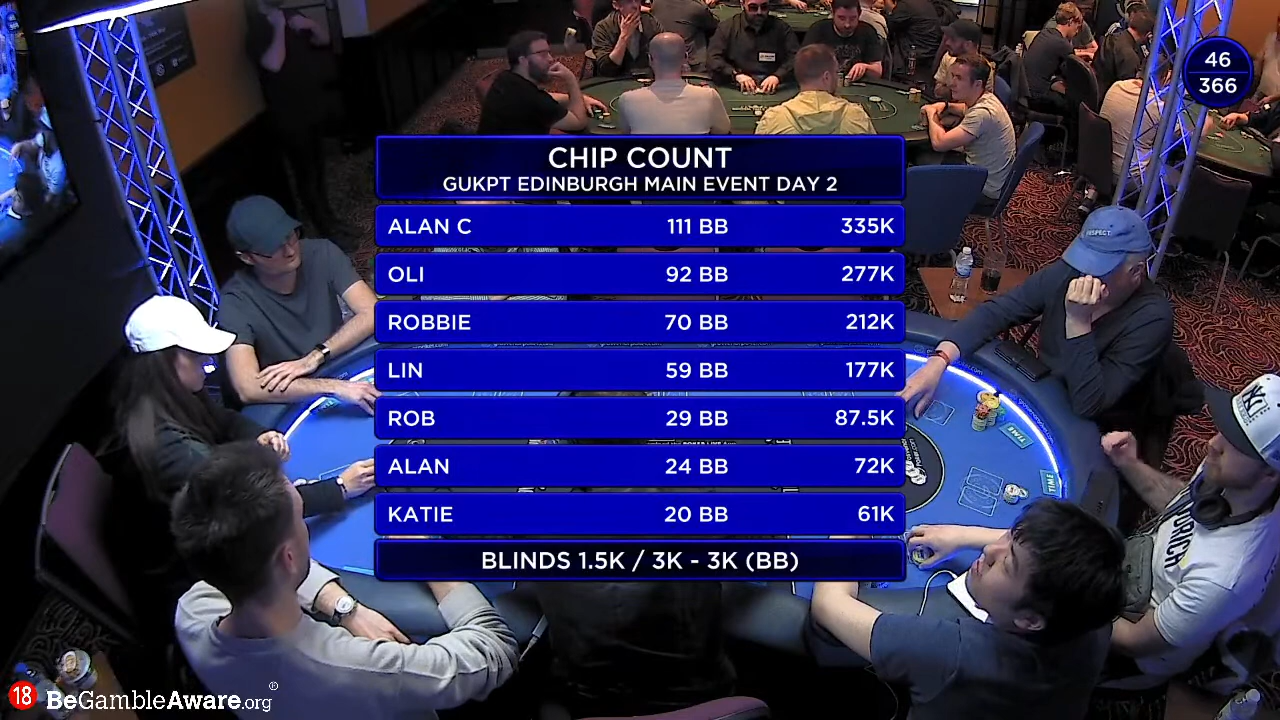 46
366
CHIP COUNT
GUKPT EDINBURGH MAIN EVENT DAY 2
ALAN C 111 BB 335K
OLI 92 BB 277K
ROBBIE 70 BB 212K
LIN 59 BB 177K
ROB 29 BB 87.5K
ALAN 24 BB 72K
KATIE 20 BB 61K
BLINDS 1.5K / 3K - 3K (BB)
TIME
TIME
18 BeGambleAware.org®